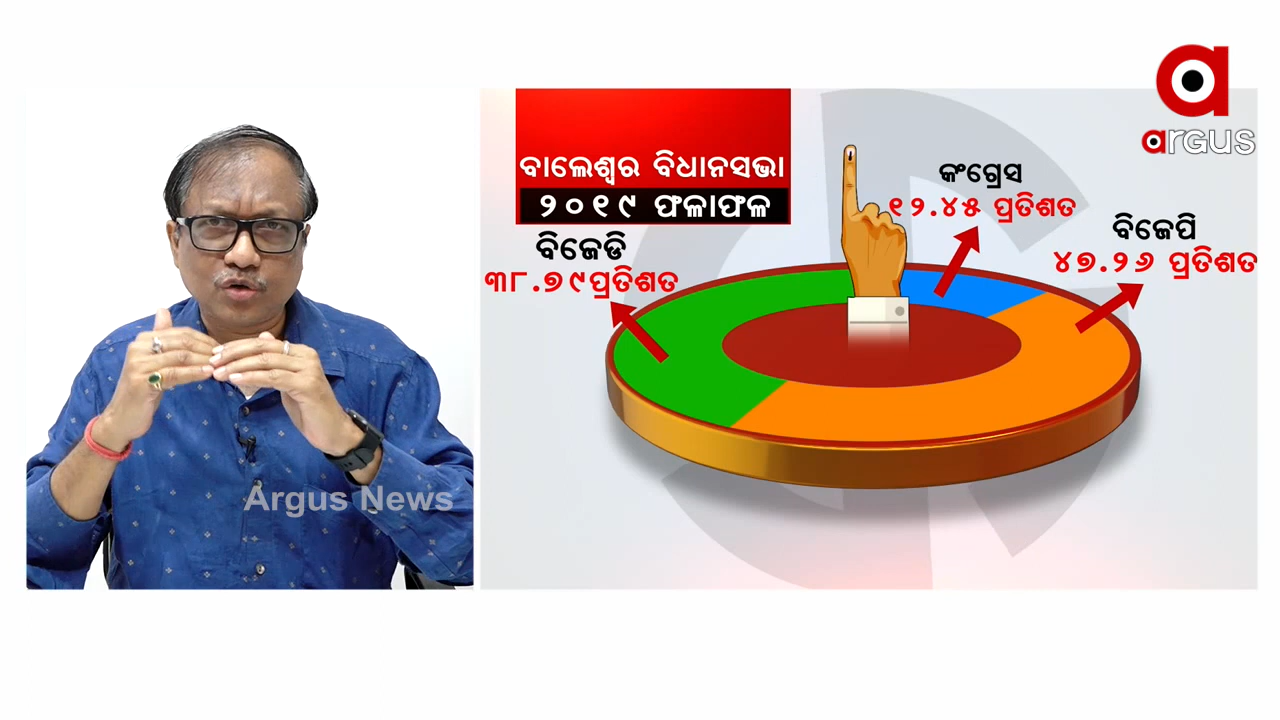 argus
ବାଲେଶ୍ୱର ବିଧାନସଭା
୨୦୧୯ ଫଳାଫଳ
କଂଗ୍ରେସ
୧୨.୪୫ ପ୍ରତିଶତ
ବିଜେପି
୪୭.୨୬ ପ୍ରତିଶତ
ବିଜେଡି
୩୮.୭୯ପ୍ରତିଶତ
Argus News